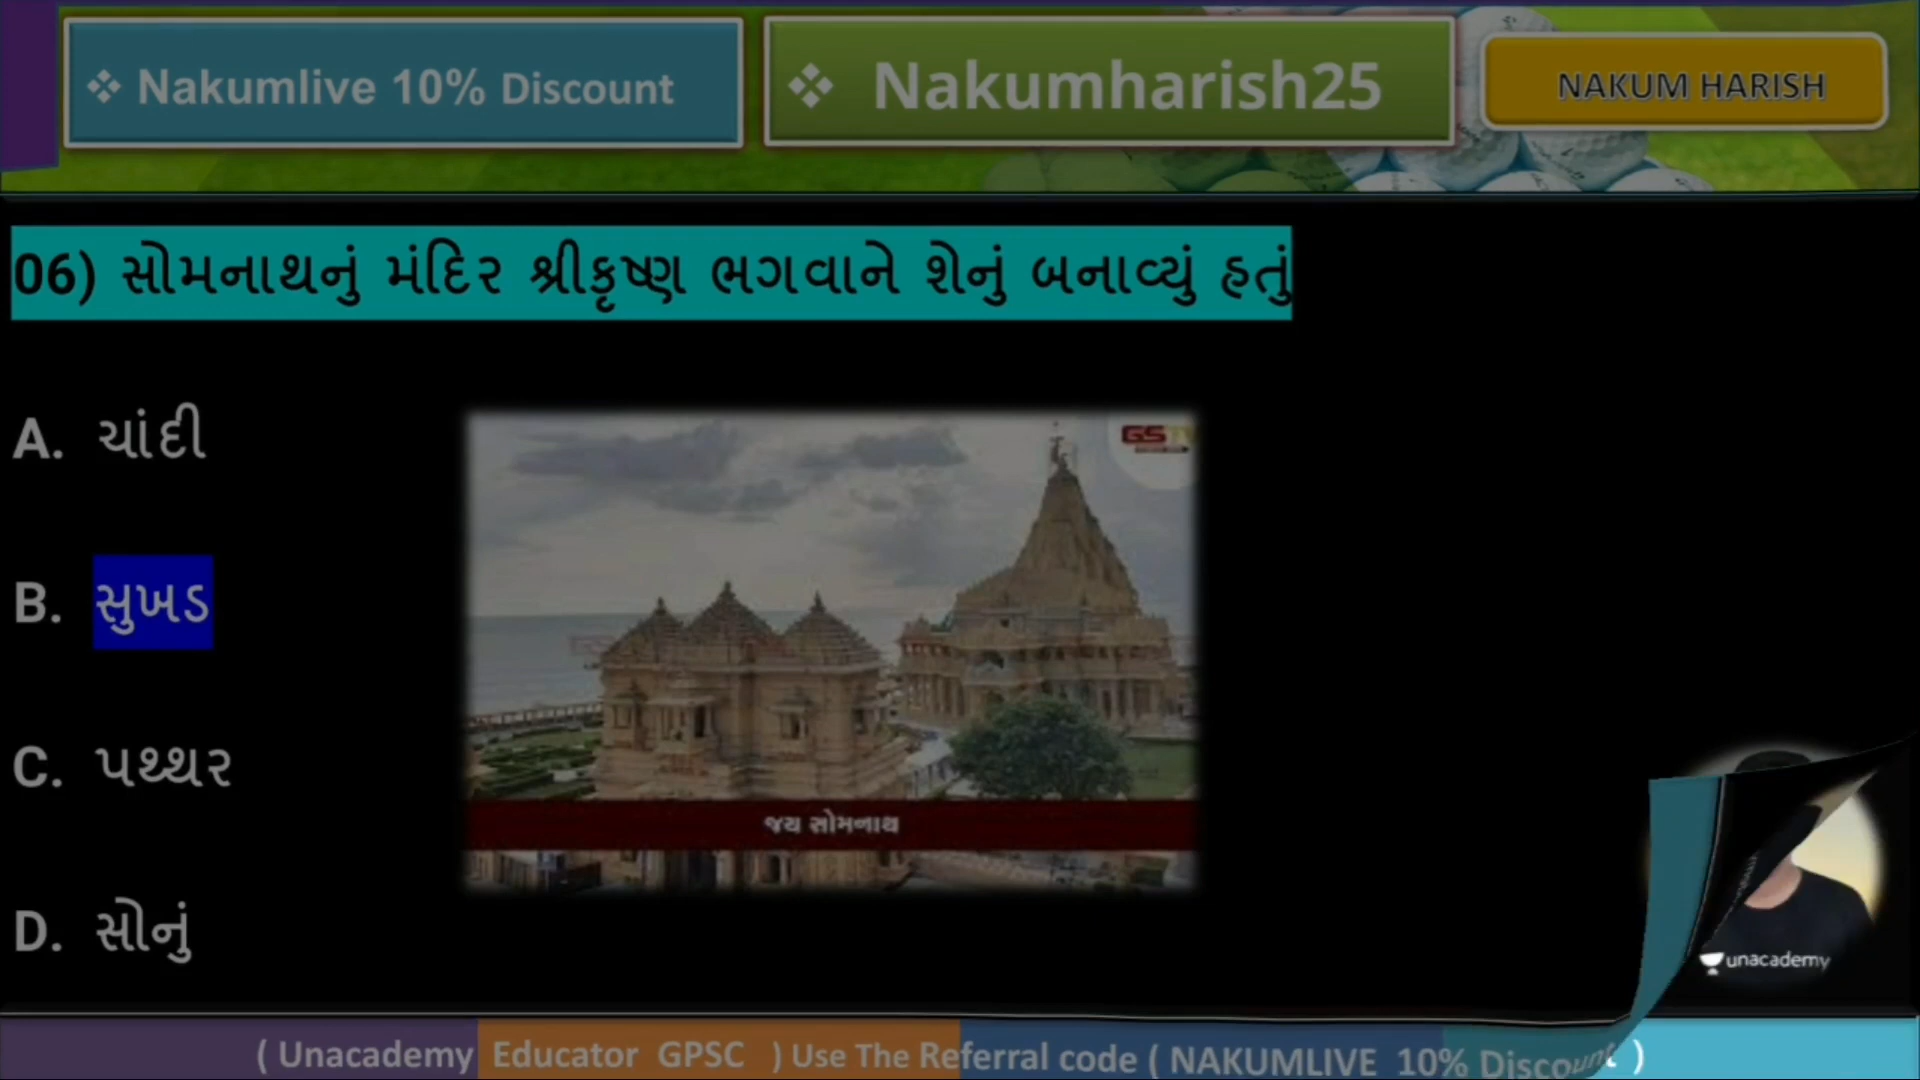 ❖ Nakumlive 10% Discount
❖ Nakumharish25
NAKUM HARISH
06) સોમનાથનું મંદિર શ્રીકૃષ્ણ ભગવાને શેનું બનાવ્યું હતું
A. ચાંદી
B. સુખડ
C. પથ્થર
D. સોનું
જય સોમનાથ
unacademy
( Unacademy Educator GPSC ) Use The Referral code ( NAKUMLIVE 10% Discount )